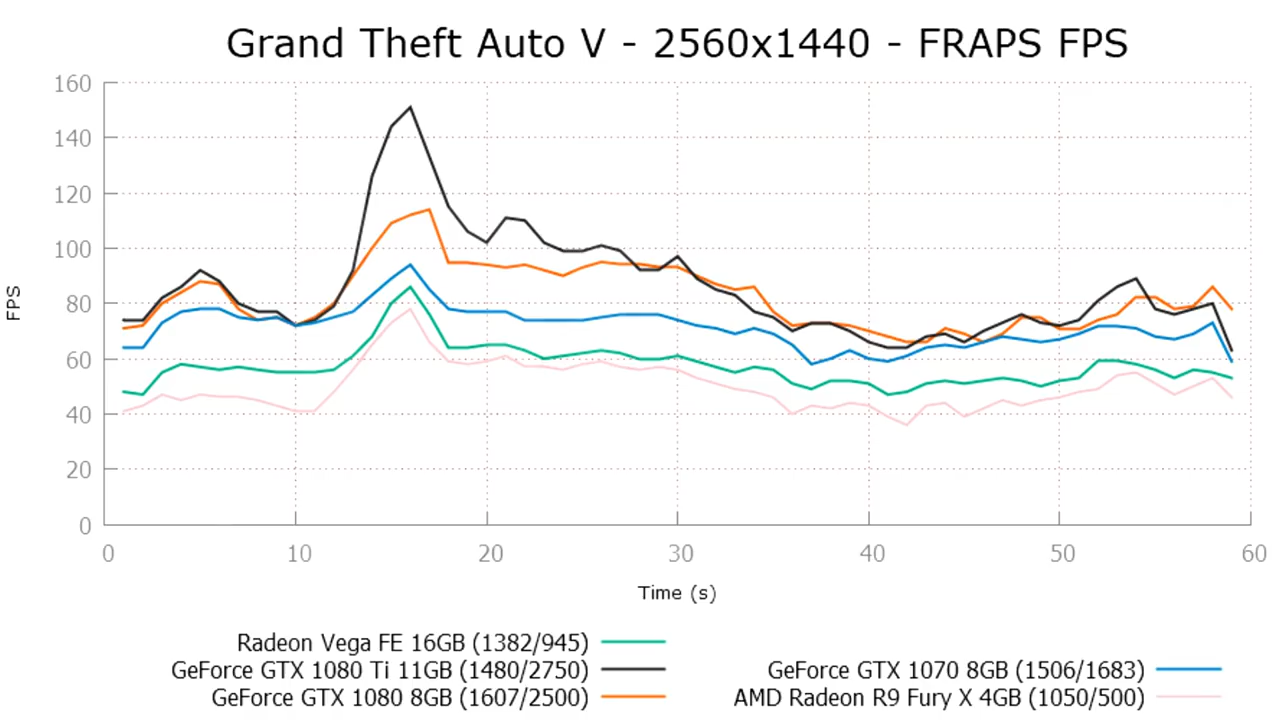 Grand Theft Auto V - 2560x1440 - FRAPS FPS
160
140
120
100
80
60
40
20
0
FPS
0 10 20 30 40 50 60
Time (s)
Radeon Vega FE 16GB (1382/945)
GeForce GTX 1080 Ti 11GB (1480/2750) GeForce GTX 1070 8GB (1506/1683)
GeForce GTX 1080 8GB (1607/2500) AMD Radeon R9 Fury X 4GB (1050/500)